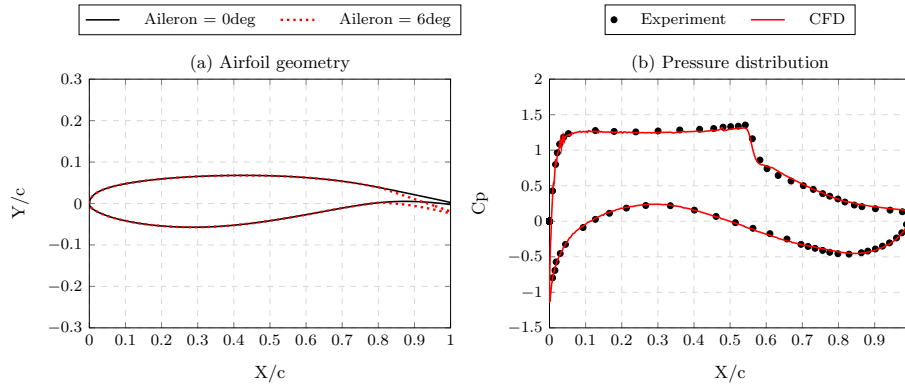 Aileron = 0deg Aileron = 6deg
Experiment CFD
(a) Airfoil geometry
0.3
0.2
0.1
0
−0.1
−0.2
−0.3
Y/c
0 0.1 0.2 0.3 0.4 0.5 0.6 0.7 0.8 0.9 1
X/c
(b) Pressure distribution
2
1.5
1
0.5
0
−0.5
−1
−1.5
Cp
0 0.1 0.2 0.3 0.4 0.5 0.6 0.7 0.8 0.9
X/c